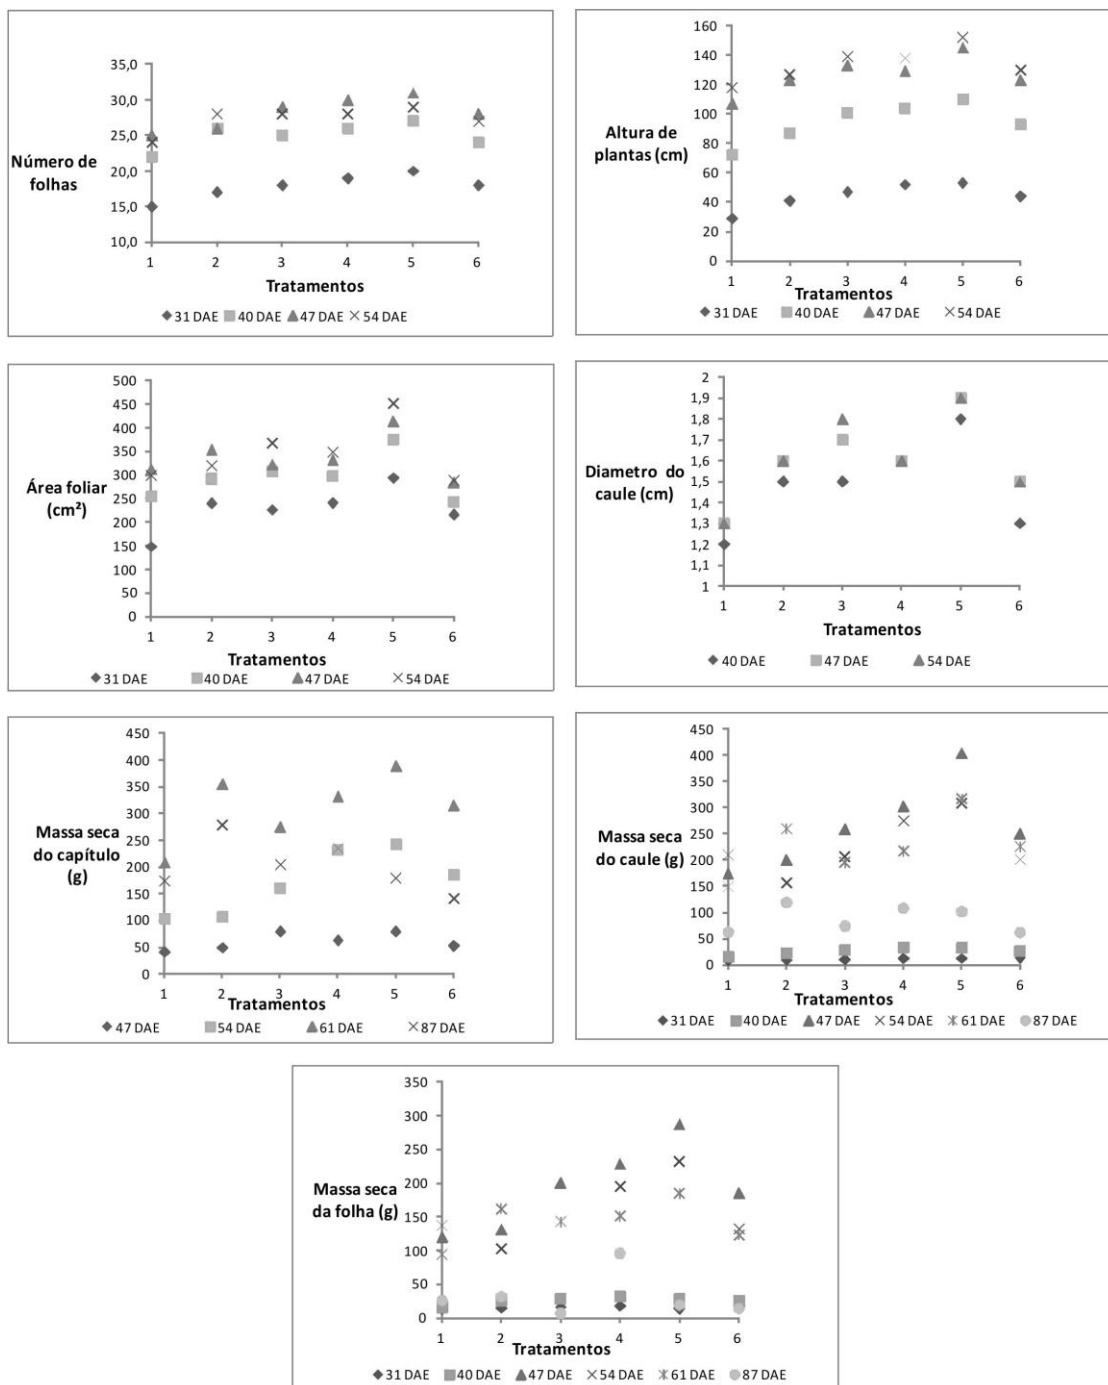 35,0
30,0
25,0
20,0
15,0
10,0
Número de
folhas
1 2 3 4 5 6
Tratamentos
31 DAE 40 DAE 47 DAE 54 DAE
160
140
120
100
80
60
40
20
0
Altura de
plantas (cm)
1 2 3 4 5 6
Tratamentos
31 DAE 40 DAE 47 DAE 54 DAE
500
450
400
350
300
250
200
150
100
50
0
Área foliar
(cm²)
1 2 3 4 5 6
Tratamentos
31 DAE 40 DAE 47 DAE 54 DAE
2
1,9
1,8
1,7
1,6
1,5
1,4
1,3
1,2
1,1
1
Diametro do
caule (cm)
1 2 3 4 5 6
Tratamentos
40 DAE 47 DAE 54 DAE
450
400
350
300
250
200
150
100
50
0
Massa seca
do capítulo
(g)
1 2 3 4 5 6
Tratamentos
47 DAE 54 DAE 61 DAE 87 DAE
450
400
350
300
250
200
150
100
50
0
Massa seca
do caule (g)
1 2 3 4 5 6
Tratamentos
31 DAE 40 DAE 47 DAE 54 DAE 61 DAE 87 DAE
350
300
250
200
150
100
50
0
Massa seca
da folha (g)
1 2 3 4 5 6
Tratamentos
31 DAE 40 DAE 47 DAE 54 DAE 61 DAE 87 DAE